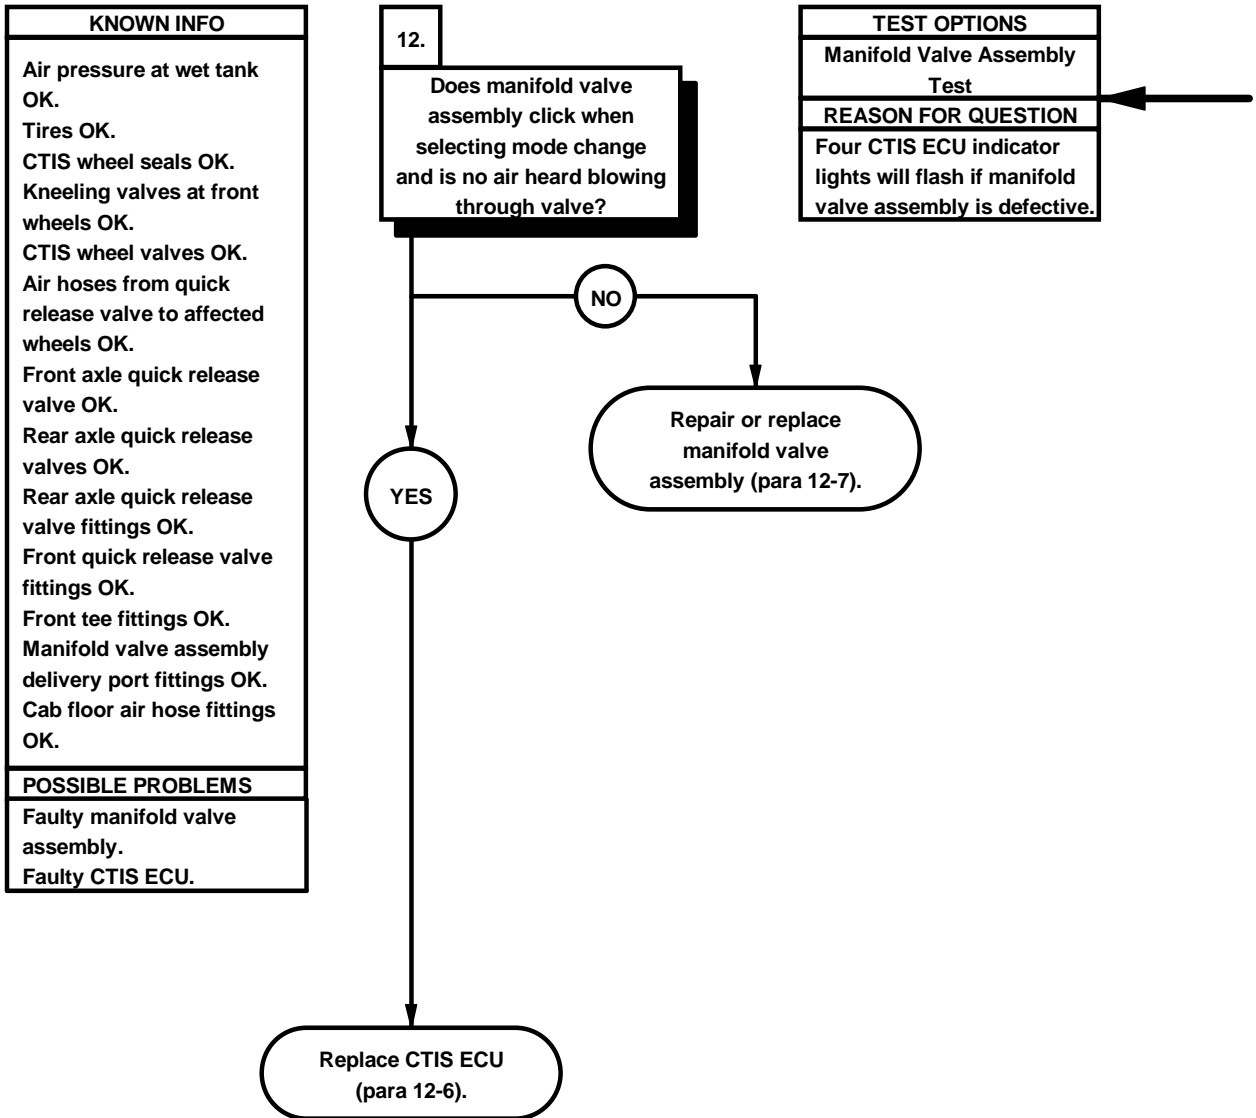 KNOWN INFO
Air pressure at wet tank
OK.
Tires OK.
CTIS wheel seals OK.
Kneeling valves at front
wheels OK.
CTIS wheel valves OK.
Air hoses from quick
release valve to affected
wheels OK.
Front axle quick release
valve OK.
Rear axle quick release
valves OK.
Rear axle quick release
valve fittings OK.
Front quick release valve
fittings OK.
Front tee fittings OK.
Manifold valve assembly
delivery port fittings OK.
Cab floor air hose fittings
OK.
POSSIBLE PROBLEMS
Faulty manifold valve
assembly.
Faulty CTIS ECU.
12.
Does manifold valve
assembly click when
selecting mode change
and is no air heard blowing
through valve?
NO
Repair or replace
manifold valve
assembly (para 12-7).
YES
Replace CTIS ECU
(para 12-6).
TEST OPTIONS
Manifold Valve Assembly
Test
REASON FOR QUESTION
Four CTIS ECU indicator
lights will flash if manifold
valve assembly is defective.